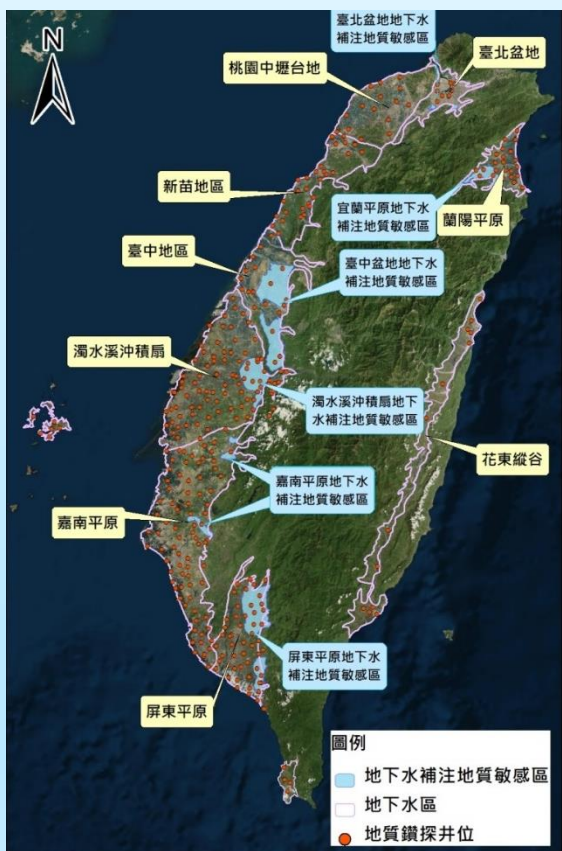 臺北盆地地下水
補注地質敏感區
N
臺北盆地
桃園中壢台地
新苗地區
宜蘭平原地下水
補注地質敏感區
蘭陽平原
臺中地區
臺中盆地地下水
補注地質敏感區
濁水溪沖積扇
濁水溪沖積扇地下
水補注地質敏感區
花東縱谷
嘉南平原地下水
補注地質敏感區
嘉南平原
屏東平原地下水
補注地質敏感區
屏東平原
圖例
地下水補注地質敏感區
地下水區
地質鑽探井位